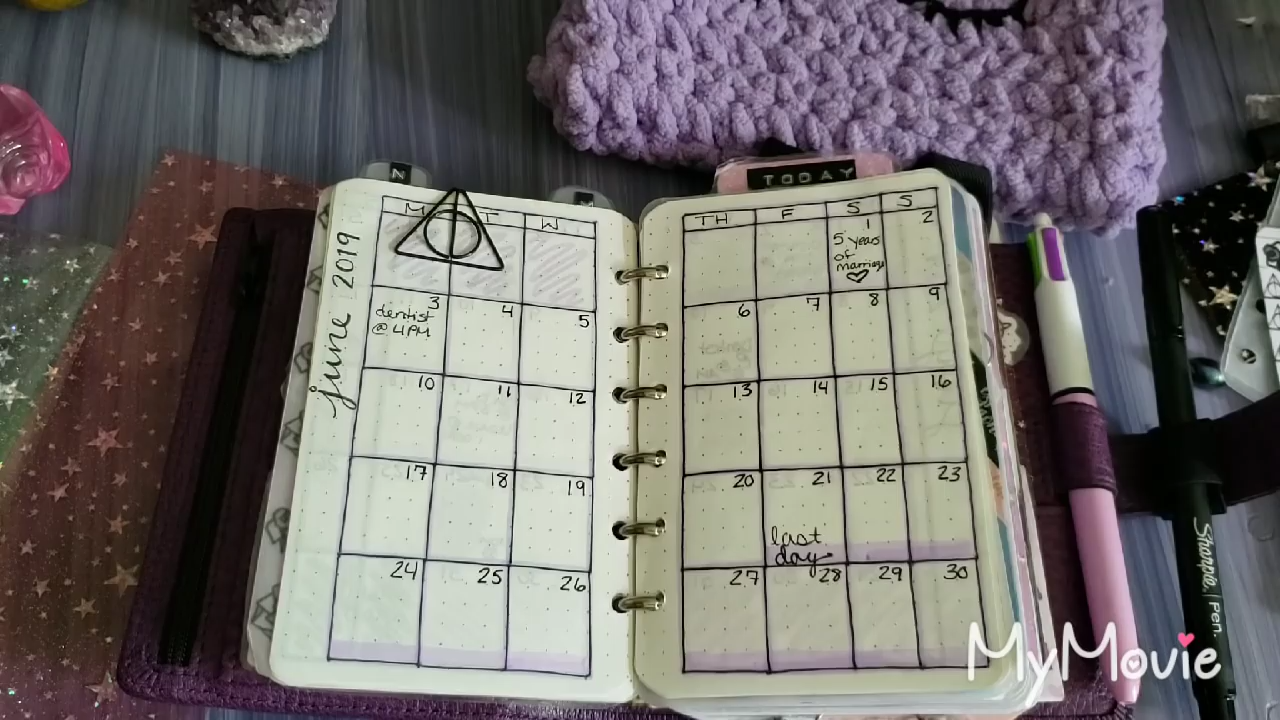 N
TODAY
june 2019
M T W
TH F S S
1 2
5 years
of
marriage
3 4 5
dentist
@ 4PM
6 7 8 9
10 11 12
13 14 15 16
17 18 19
20 21 22 23
last
day
24 25 26
27 28 29 30
Sharpie. Pen.
MyMovie